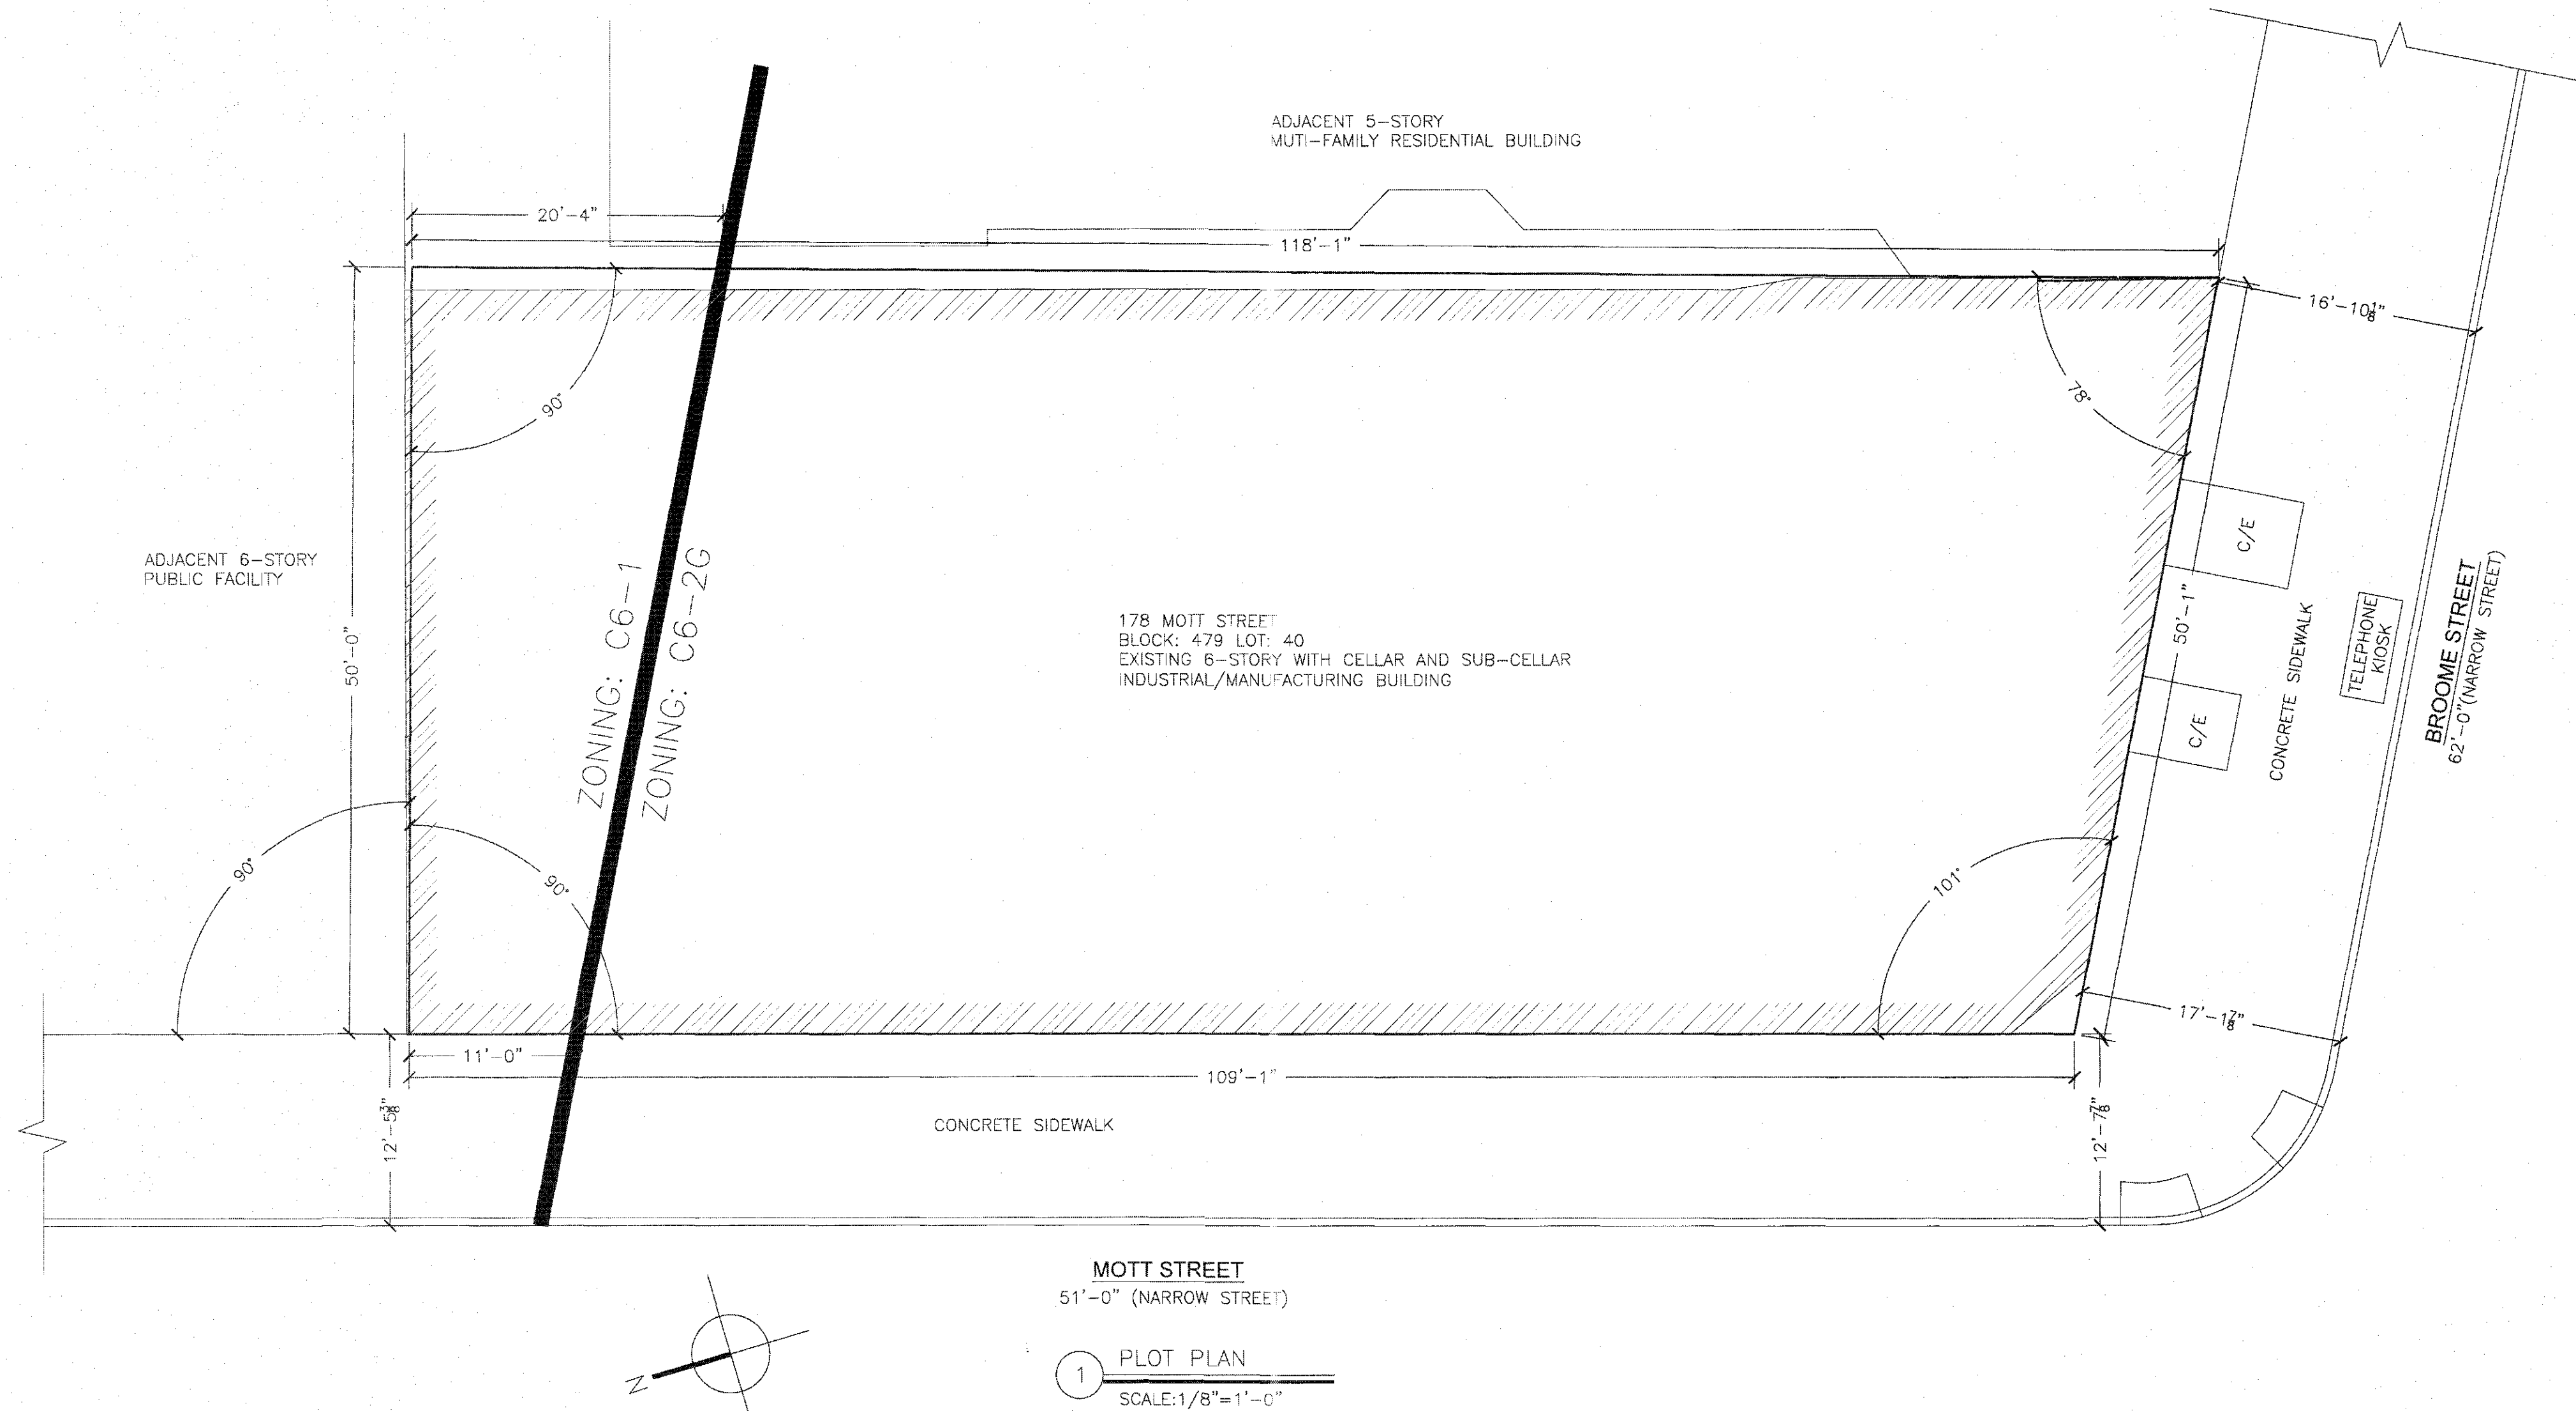 ADJACENT 5-STORY
MUTI-FAMILY RESIDENTIAL BUILDING
20'-4"
118'-1"
16'-10⅛"
90°
78°
ADJACENT 6-STORY
PUBLIC FACILITY
50'-0"
ZONING: C6-1
ZONING: C6-2G
178 MOTT STREET
BLOCK: 479 LOT: 40
EXISTING 6-STORY WITH CELLAR AND SUB-CELLAR
INDUSTRIAL/MANUFACTURING BUILDING
C/E
50'-1"
C/E
CONCRETE SIDEWALK
TELEPHONE
KIOSK
BROOME STREET
62'-0"(NARROW STREET)
90°
90°
101°
17'-1⅞"
11'-0"
109'-1"
12'-5⅜"
12'-7⅞"
CONCRETE SIDEWALK
MOTT STREET
51'-0" (NARROW STREET)
N
1
PLOT PLAN
SCALE:1/8"=1'-0"